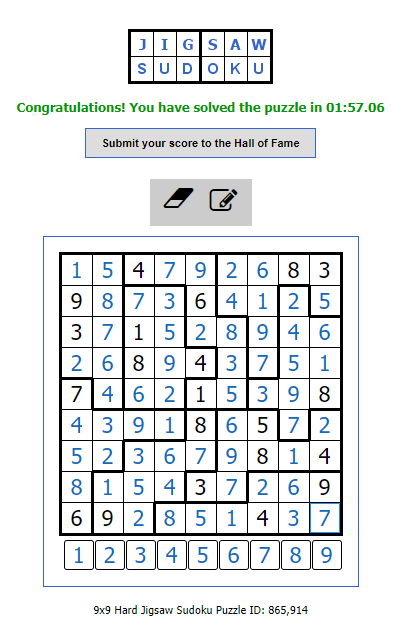 JIGSAW
SUDOKU
Congratulations! You have solved the puzzle in 01:57.06
Submit your score to the Hall of Fame
1 5 4 7 9 2 6 8 3
9 8 7 3 6 4 1 2 5
3 7 1 5 2 8 9 4 6
2 6 8 9 4 3 7 5 1
7 4 6 2 1 5 3 9 8
4 3 9 1 8 6 5 7 2
5 2 3 6 7 9 8 1 4
8 1 5 4 3 7 2 6 9
6 9 2 8 5 1 4 3 7
1 2 3 4 5 6 7 8 9
9x9 Hard Jigsaw Sudoku Puzzle ID: 865,914